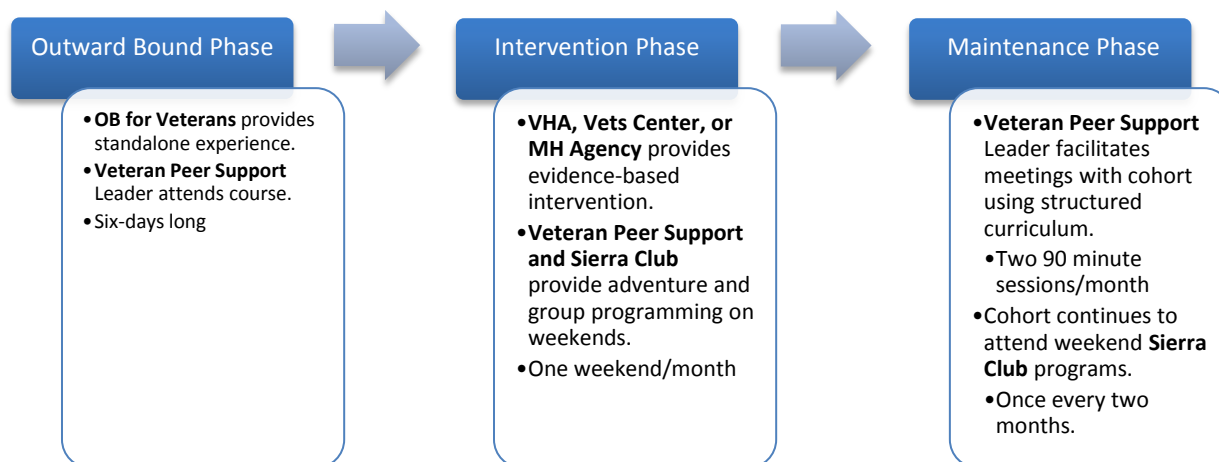 Outward Bound Phase
•OB for Veterans provides
standalone experience.
•Veteran Peer Support
Leader attends course.
•Six-days long
Intervention Phase
•VHA, Vets Center, or
MH Agency provides
evidence-based
intervention.
•Veteran Peer Support
and Sierra Club
provide adventure and
group programming on
weekends.
•One weekend/month
Maintenance Phase
•Veteran Peer Support
Leader facilitates
meetings with cohort
using structured
curriculum.
•Two 90 minute
sessions/month
•Cohort continues to
attend weekend Sierra
Club programs.
•Once every two
months.